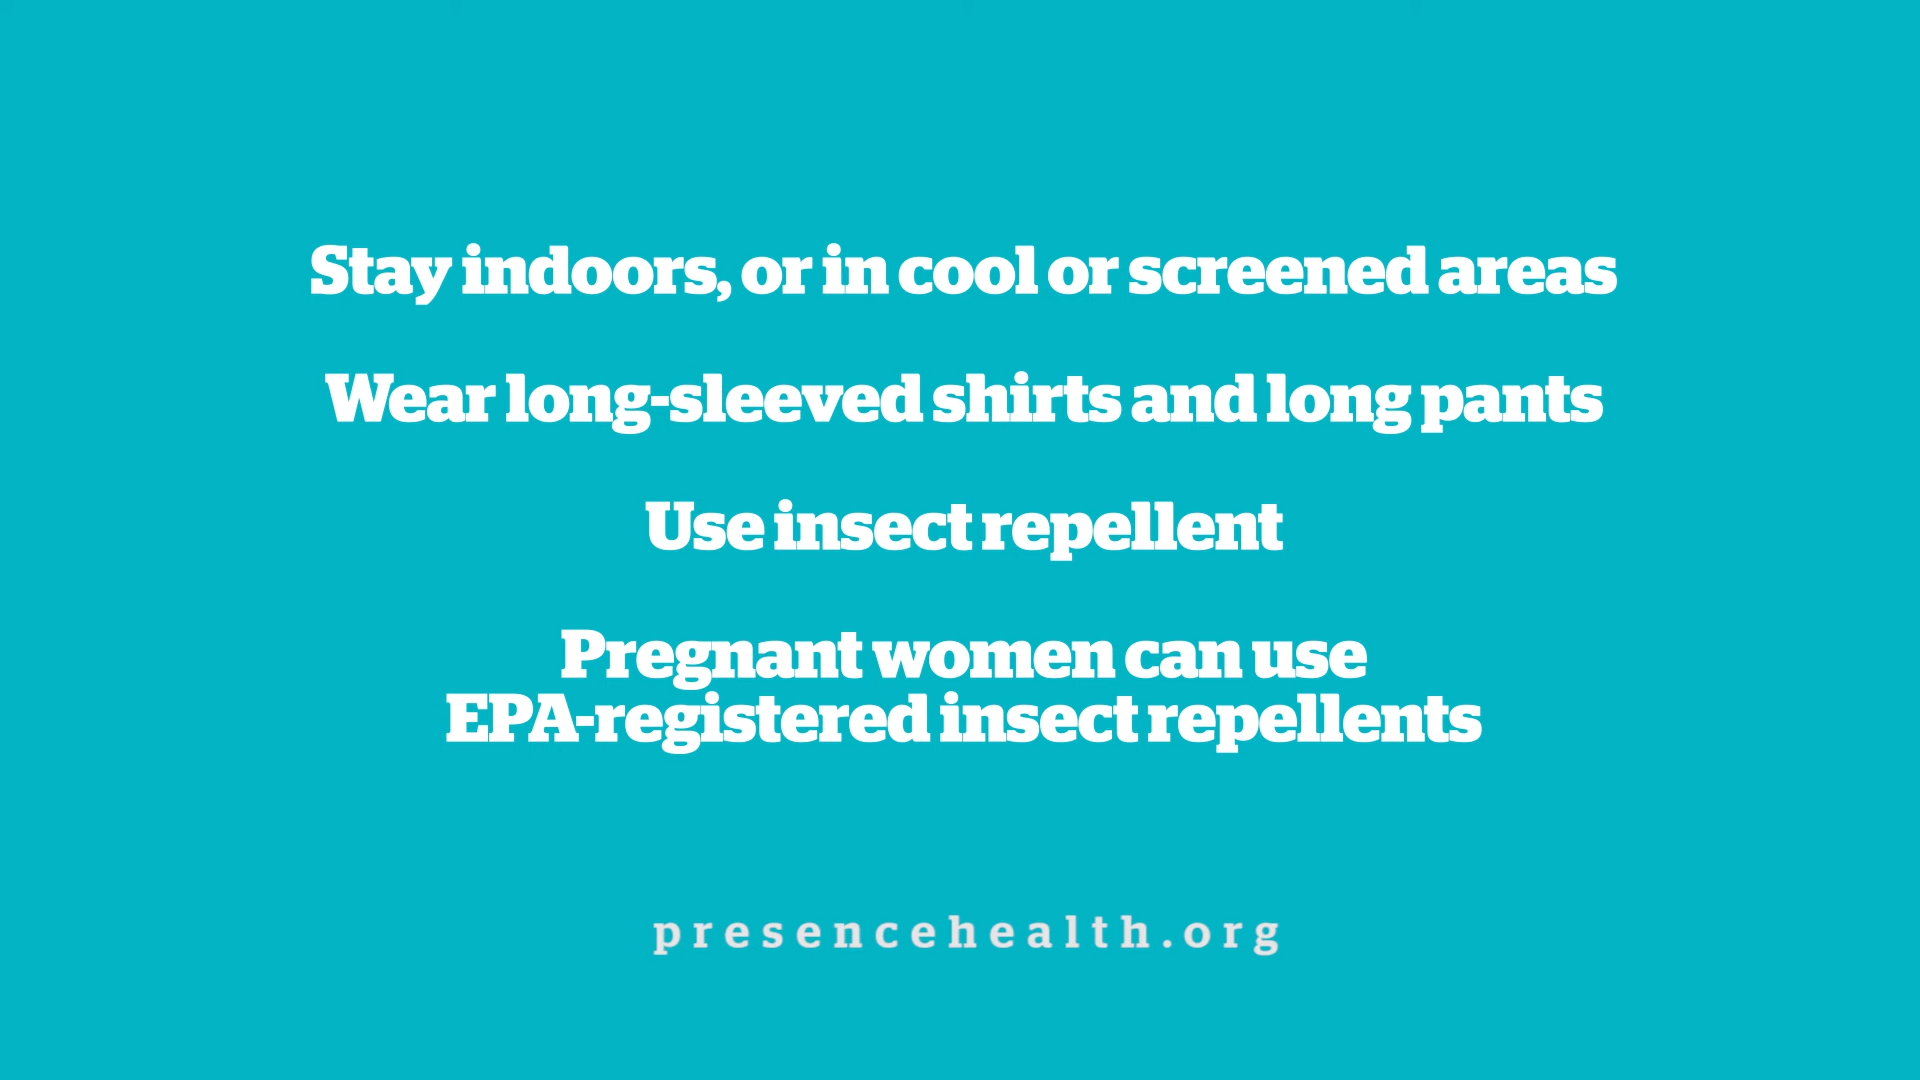 Stay indoors, or in cool or screened areas
Wear long-sleeved shirts and long pants
Use insect repellent
Pregnant women can use
EPA-registered insect repellents
presencehealth.org